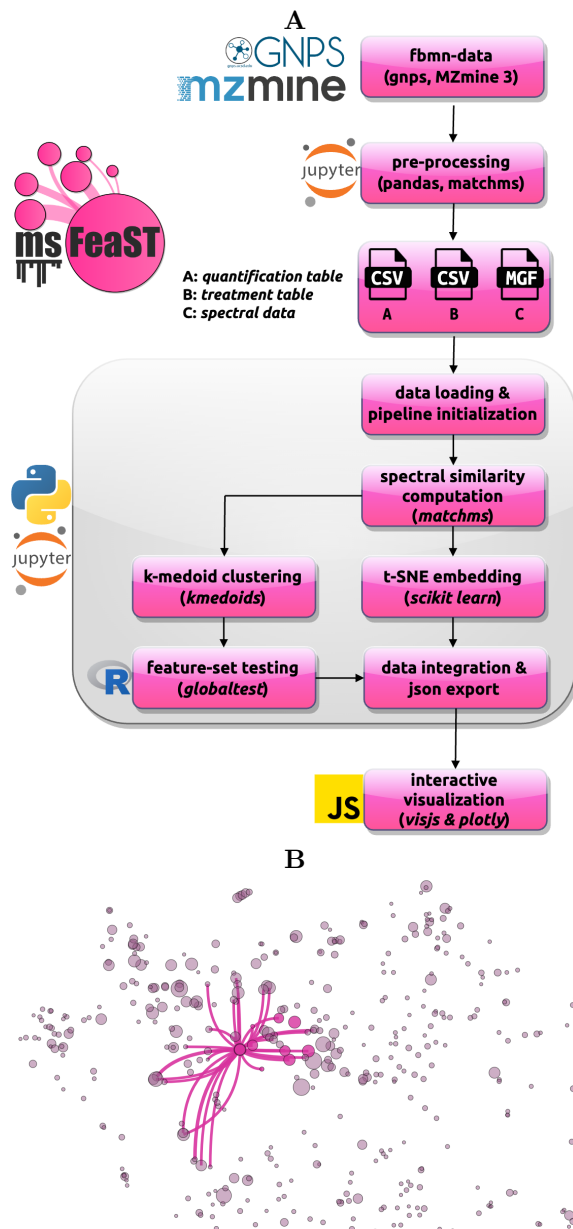 A
GNPS
mzmine
fbmn-data
(gnps, MZmine 3)
jupyter
pre-processing
(pandas, matchms)
ms FeaST
A: quantification table
B: treatment table
C: spectral data
CSV CSV MGF
A B C
data loading &
pipeline initialization
spectral similarity
computation
(matchms)
jupyter
k-medoid clustering
(kmedoids)
t-SNE embedding
(scikit learn)
R
feature-set testing
(globaltest)
data integration &
json export
JS
interactive
visualization
(visjs & plotly)
B